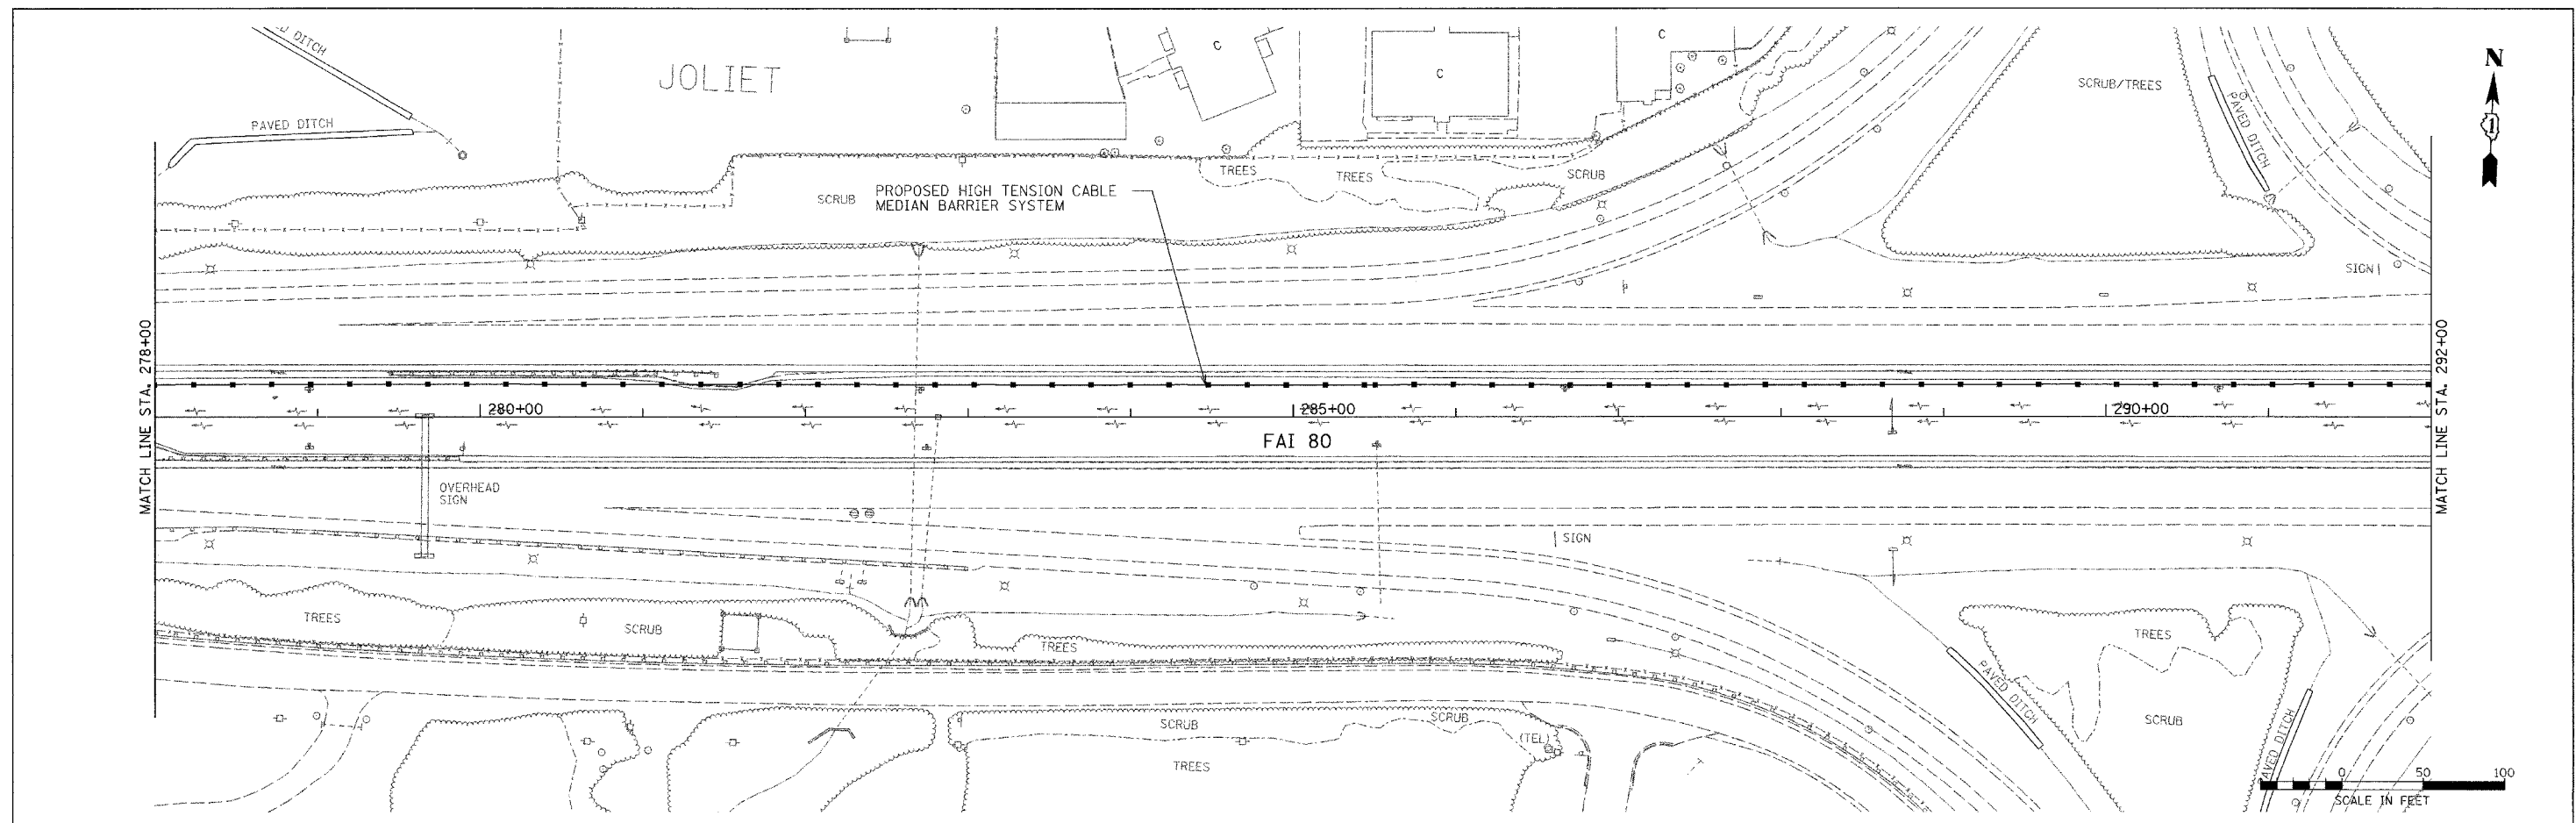 D DITCH
JOLIET
C
C
C
N
1
SCRUB/TREES
PAVED DITCH
PAVED DITCH
TREES
TREES
SCRUB
SCRUB
PROPOSED HIGH TENSION CABLE
MEDIAN BARRIER SYSTEM
SIGN
MATCH LINE STA. 278+00
MATCH LINE STA. 292+00
280+00
285+00
290+00
FAI 80
OVERHEAD
SIGN
SIGN
TREES
SCRUB
TREES
TREES
PAVED DITCH
SCRUB
SCRUB
SCRUB
(TEL)
TREES
PAVED DITCH
0 50 100
SCALE IN FEET